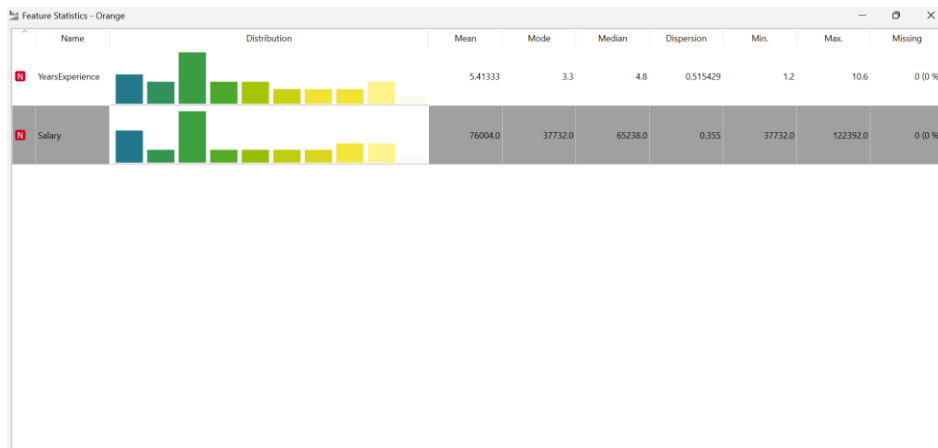 Feature Statistics - Orange
Name Distribution Mean Mode Median Dispersion Min. Max. Missing
N YearsExperience 5.41333 3.3 4.8 0.515429 1.2 10.6 0 (0 %
N Salary 76004.0 37732.0 65238.0 0.355 37732.0 122392.0 0 (0 %